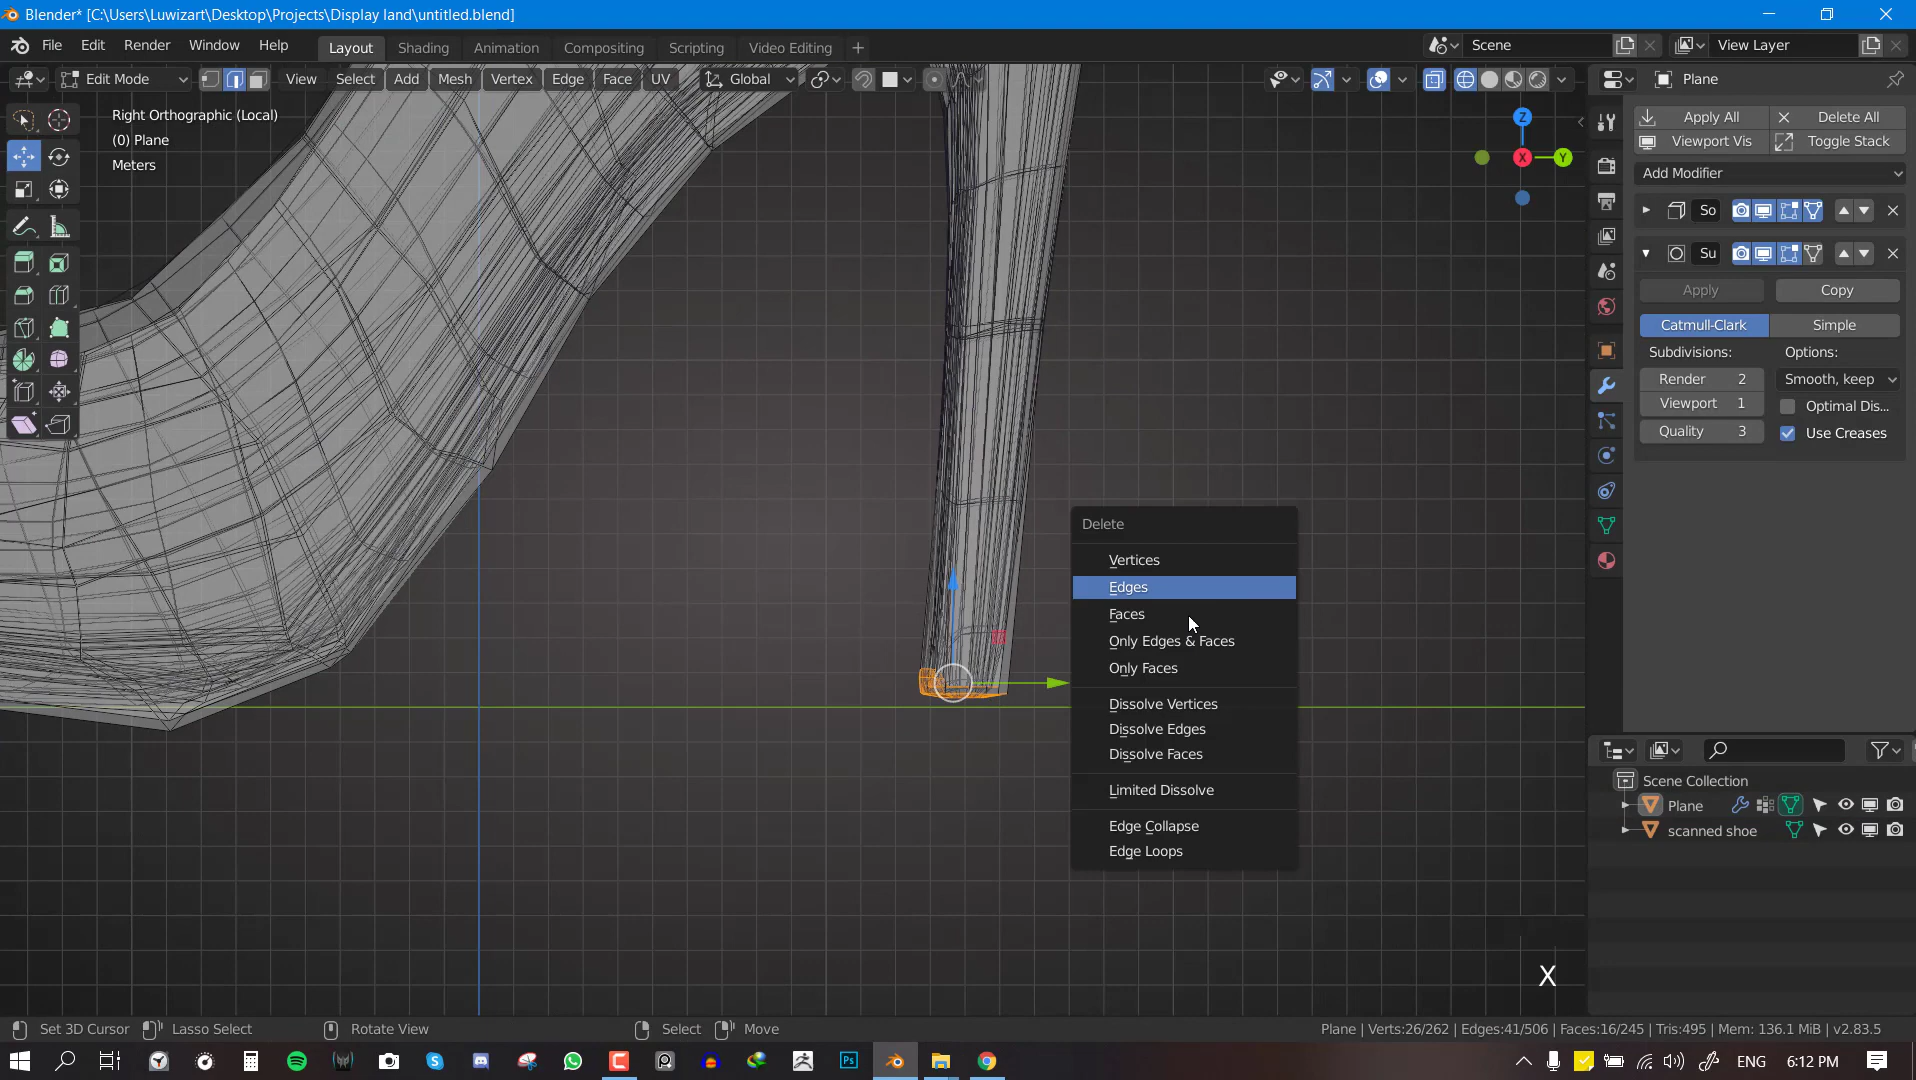 Blender* [C:\Users\Luwizart\Desktop\Projects\Display land\untitled.blend]
File Edit Render Window Help Layout Shading Animation Compositing Scripting Video Editing + Scene View Layer
Edit Mode View Select Add Mesh Vertex Edge Face UV Global Plane
Right Orthographic (Local)
(0) Plane
Meters
Z
X
Y
Apply All Delete All
Viewport Vis Toggle Stack
Add Modifier
So
Su
Apply Copy
Catmull-Clark Simple
Subdivisions: Options:
Render 2 Smooth, keep
Viewport 1 Optimal Dis...
Quality 3 Use Creases
Delete
Vertices
Edges
Faces
Only Edges & Faces
Only Faces
Dissolve Vertices
Dissolve Edges
Dissolve Faces
Limited Dissolve
Edge Collapse
Edge Loops
Scene Collection
Plane
scanned shoe
X
Set 3D Cursor Lasso Select Rotate View Select Move Plane | Verts:26/262 | Edges:41/506 | Faces:16/245 | Tris:495 | Mem: 136.1 MiB | v2.83.5
Ps ENG 6:12 PM